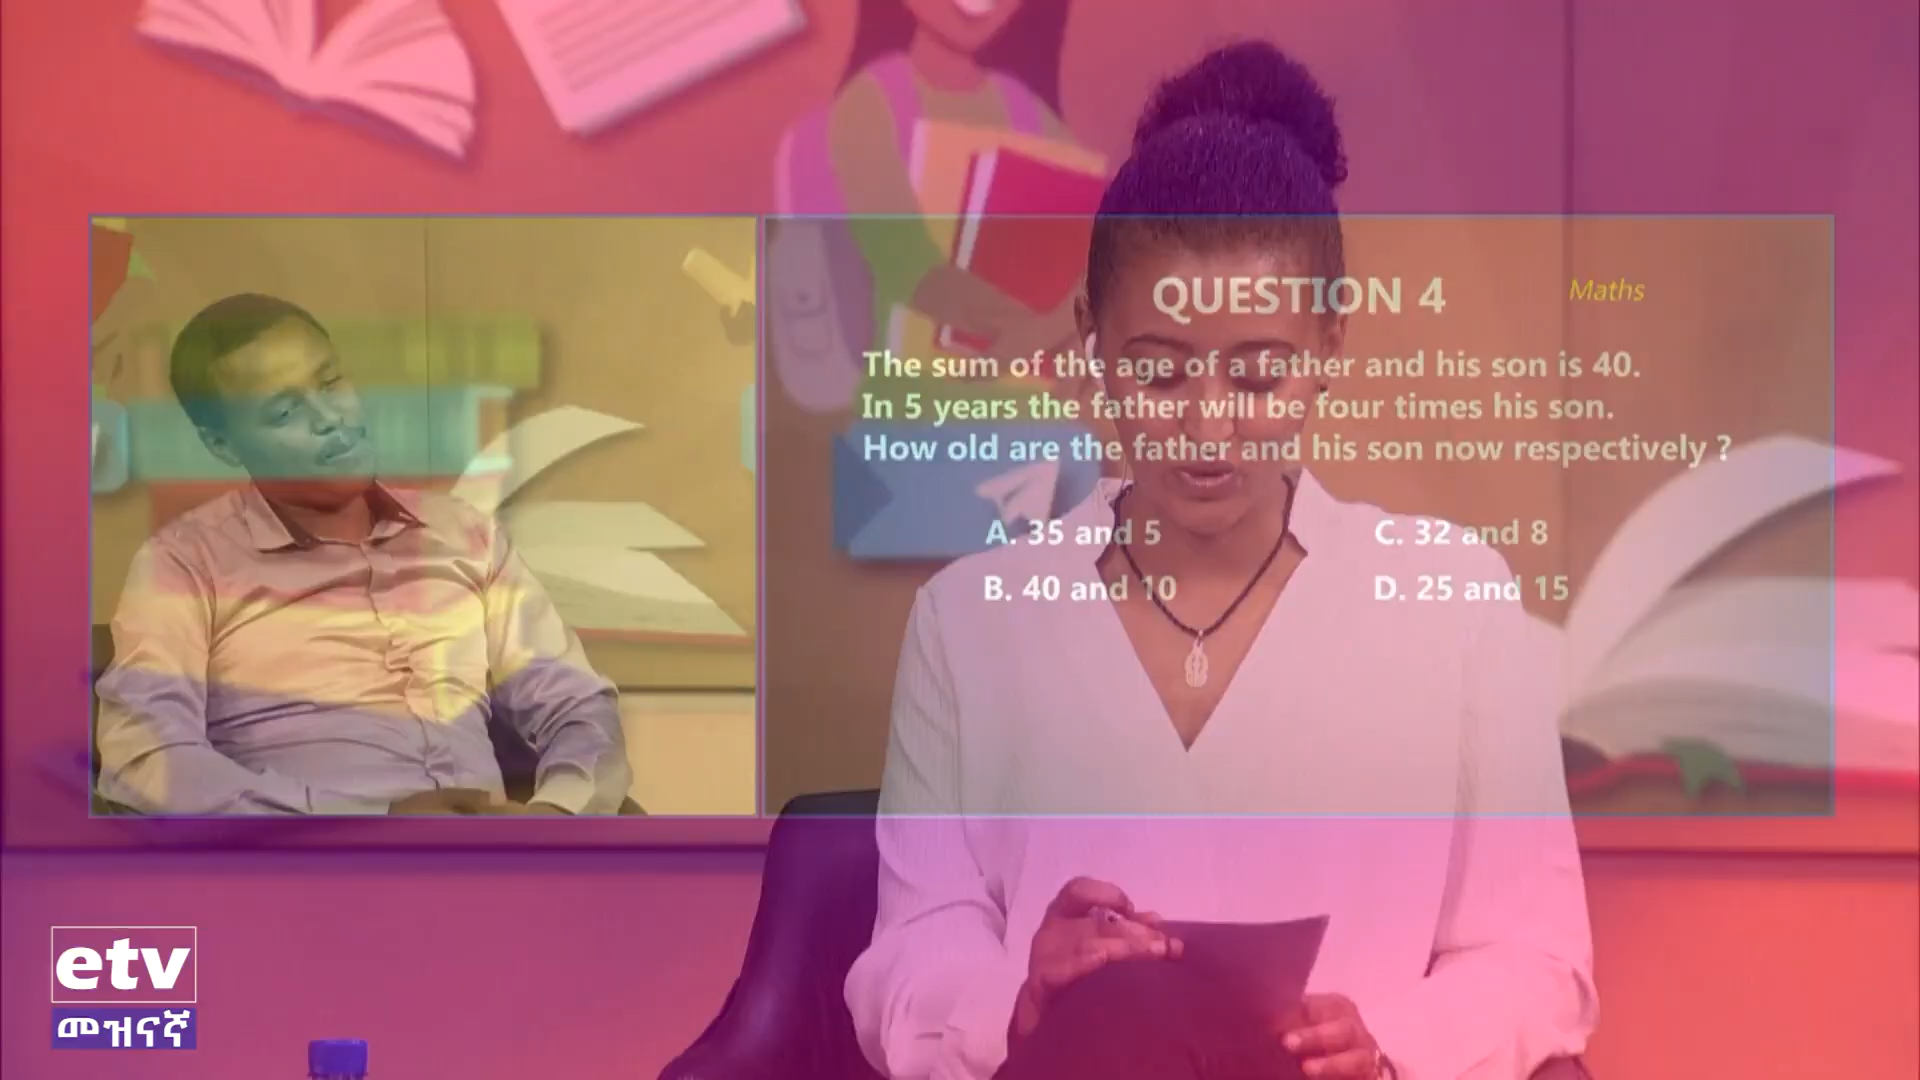 QUESTION 4
Maths
The sum of the age of a father and his son is 40.
In 5 years the father will be four times his son.
How old are the father and his son now respectively ?
A. 35 and 5
C. 32 and 8
B. 40 and 10
D. 25 and 15
etv
መዝናኛ